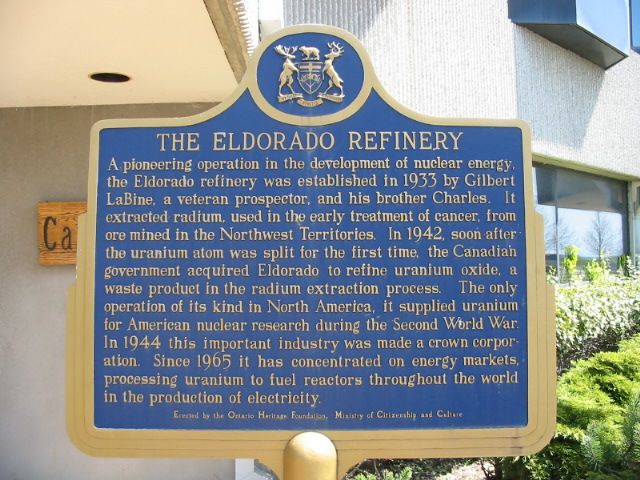 THE ELDORADO REFINERY
A pioneering operation in the development of nuclear energy,
the Eldorado refinery was established in 1933 by Gilbert
LaBine, a veteran prospector, and his brother Charles. It
extracted radium, used in the early treatment of cancer, from
ore mined in the Northwest Territories. In 1942, soon after
the uranium atom was split for the first time, the Canadian
government acquired Eldorado to refine uranium oxide, a
waste product in the radium extraction process. The only
operation of its kind in North America, it supplied uranium
for American nuclear research during the Second World War.
In 1944 this important industry was made a crown corpor-
ation. Since 1965 it has concentrated on energy markets,
processing uranium to fuel reactors throughout the world
in the production of electricity.
Erected by the Ontario Heritage Foundation, Ministry of Citizenship and Culture
Ca